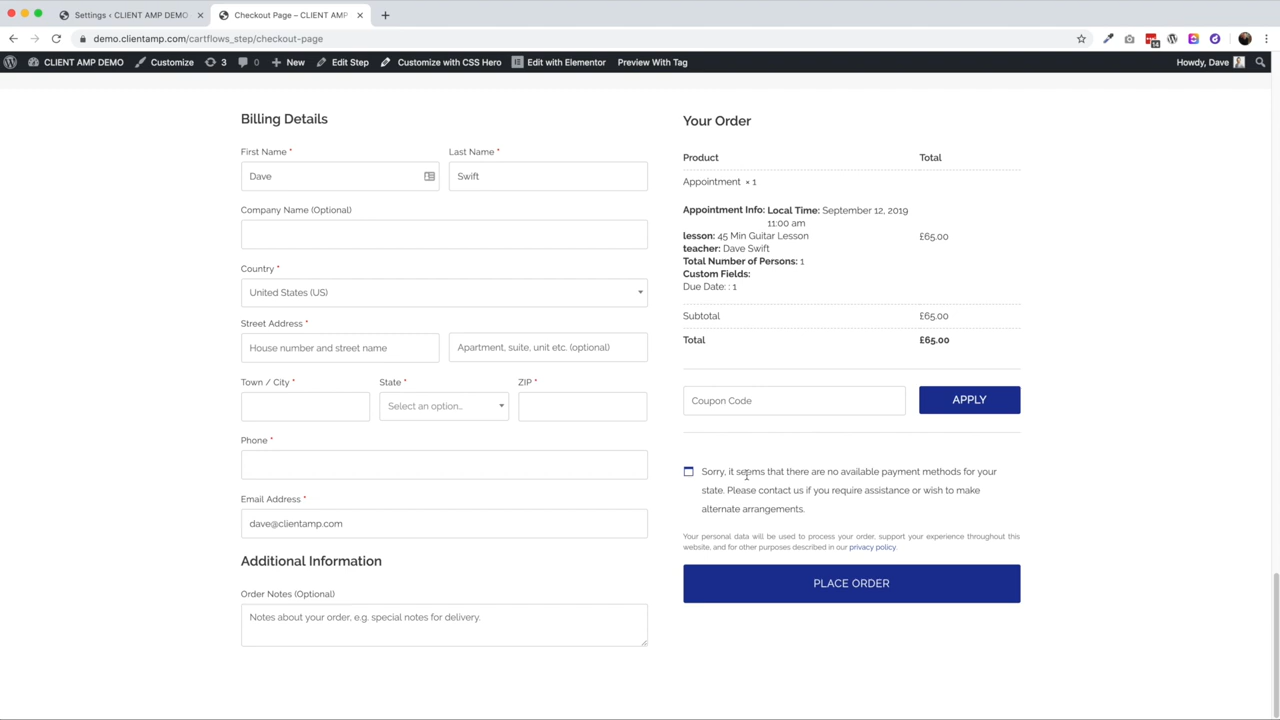 Settings ‹ CLIENT AMP DEMO
Checkout Page – CLIENT AMP
demo.clientamp.com/cartflows_step/checkout-page
14
CLIENT AMP DEMO Customize 3 0 New Edit Step Customize with CSS Hero Edit with Elementor Preview With Tag Howdy, Dave
Billing Details
First Name * Last Name *
Dave Swift
Company Name (Optional)
Country *
United States (US)
Street Address *
House number and street name Apartment, suite, unit etc. (optional)
Town / City * State * ZIP *
Select an option…
Phone *
Email Address *
dave@clientamp.com
Additional Information
Order Notes (Optional)
Notes about your order, e.g. special notes for delivery.
Your Order
Product Total
Appointment × 1
Appointment Info: Local Time: September 12, 2019
11:00 am
lesson: 45 Min Guitar Lesson £65.00
teacher: Dave Swift
Total Number of Persons: 1
Custom Fields:
Due Date: : 1
Subtotal £65.00
Total £65.00
Coupon Code APPLY
Sorry, it seems that there are no available payment methods for your
state. Please contact us if you require assistance or wish to make
alternate arrangements.
Your personal data will be used to process your order, support your experience throughout this
website, and for other purposes described in our privacy policy.
PLACE ORDER